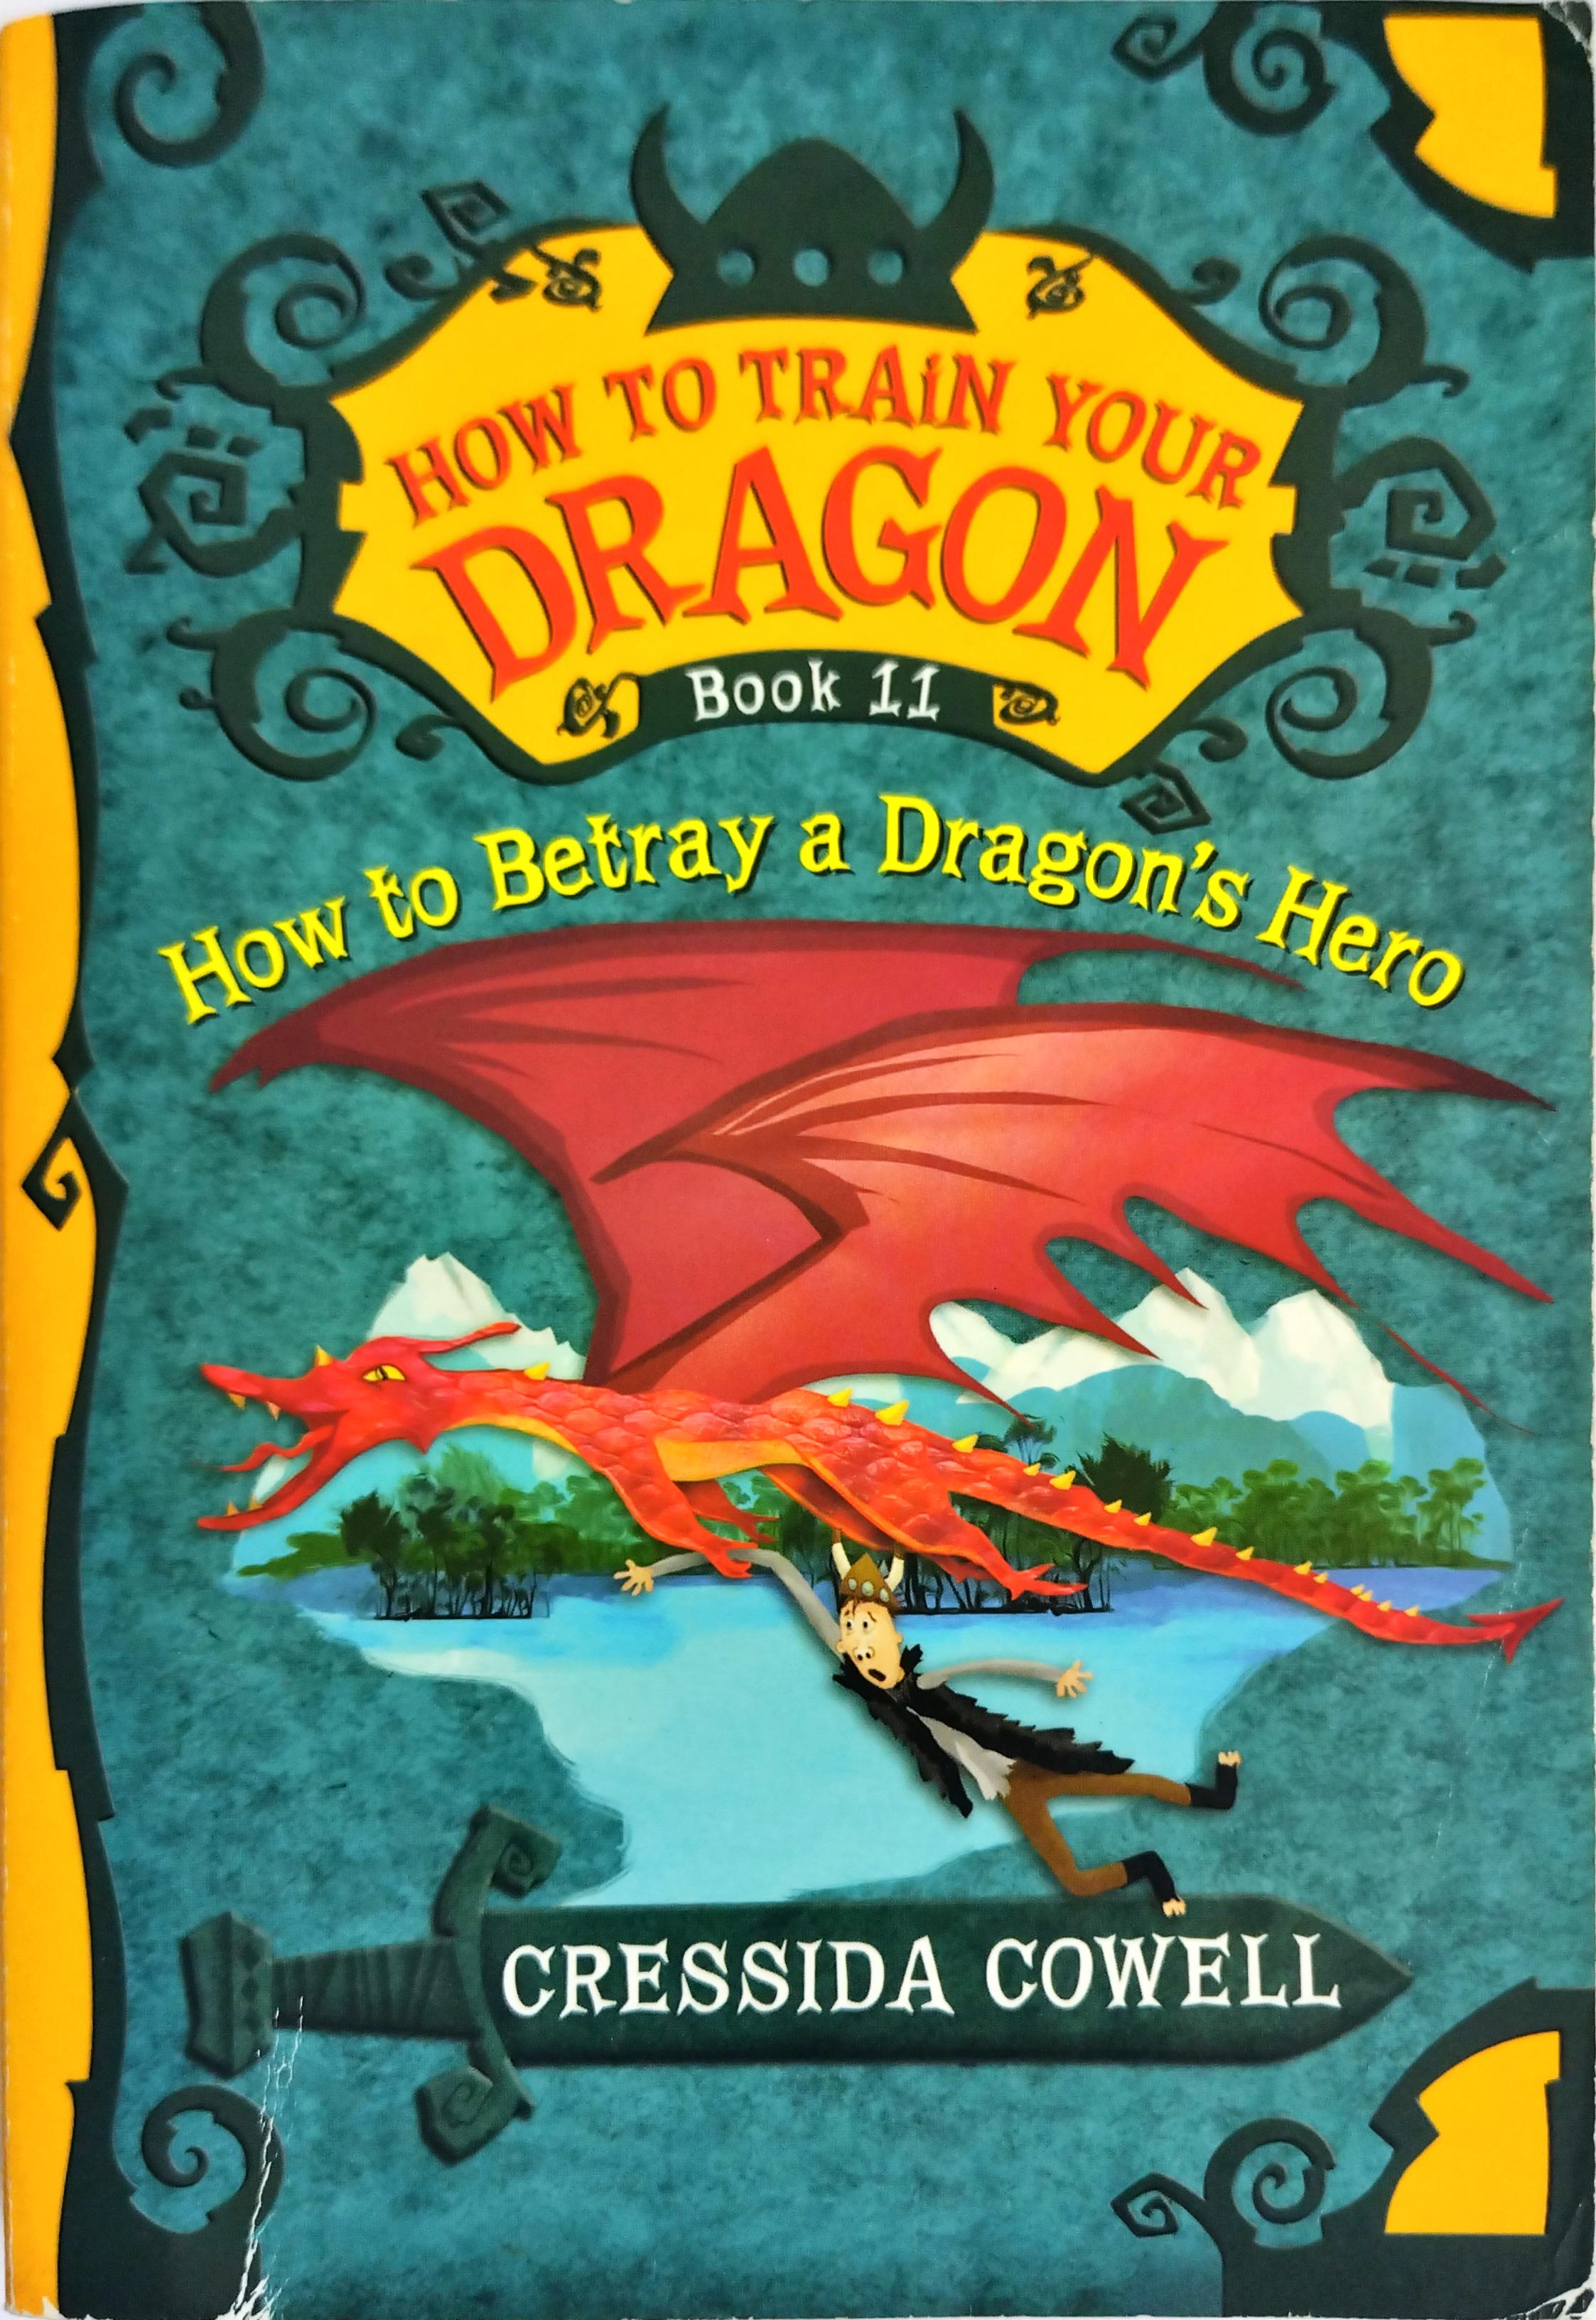 HOW TO TRAiN YOUR
DRAGON
Book 11
How to Betray a Dragon's Hero
CRESSIDA COWELL